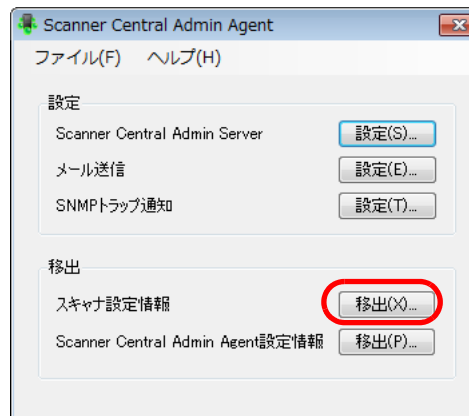 Scanner Central Admin Agent
ファイル(F) ヘルプ(H)
設定
Scanner Central Admin Server 設定(S)...
メール送信 設定(E)...
SNMPトラップ通知 設定(T)...
移出
スキャナ設定情報 移出(X)...
Scanner Central Admin Agent設定情報 移出(P)...